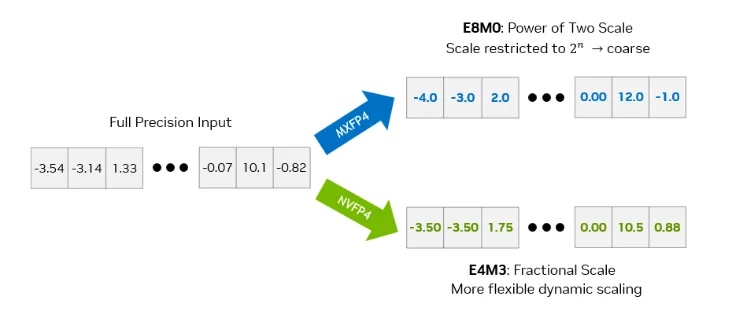 E8M0: Power of Two Scale
Scale restricted to 2ⁿ → coarse
-4.0 -3.0 2.0 ●●● 0.00 12.0 -1.0
MXFP4
Full Precision Input
-3.54 -3.14 1.33 ●●● -0.07 10.1 -0.82
NVFP4
-3.50 -3.50 1.75 ●●● 0.00 10.5 0.88
E4M3: Fractional Scale
More flexible dynamic scaling